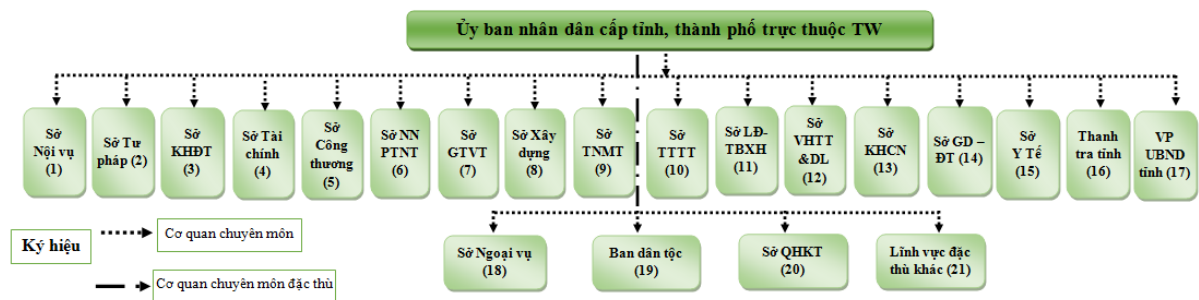 Ủy ban nhân dân cấp tỉnh, thành phố trực thuộc TW
Sở
Nội vụ
(1)
Sở Tư
pháp (2)
Sở
KHĐT
(3)
Sở Tài
chính
(4)
Sở
Công
thương
(5)
Sở NN
PTNT
(6)
Sở
GTVT
(7)
Sở Xây
dựng
(8)
Sở
TNMT
(9)
Sở
TTTT
(10)
Sở LĐ-
TBXH
(11)
Sở
VHTT
&DL
(12)
Sở
KHCN
(13)
Sở GD –
ĐT (14)
Sở
Y Tế
(15)
Thanh
tra tỉnh
(16)
VP
UBND
tỉnh (17)
Sở Ngoại vụ
(18)
Ban dân tộc
(19)
Sở QHKT
(20)
Lĩnh vực đặc
thù khác (21)
Ký hiệu
Cơ quan chuyên môn
Cơ quan chuyên môn đặc thù